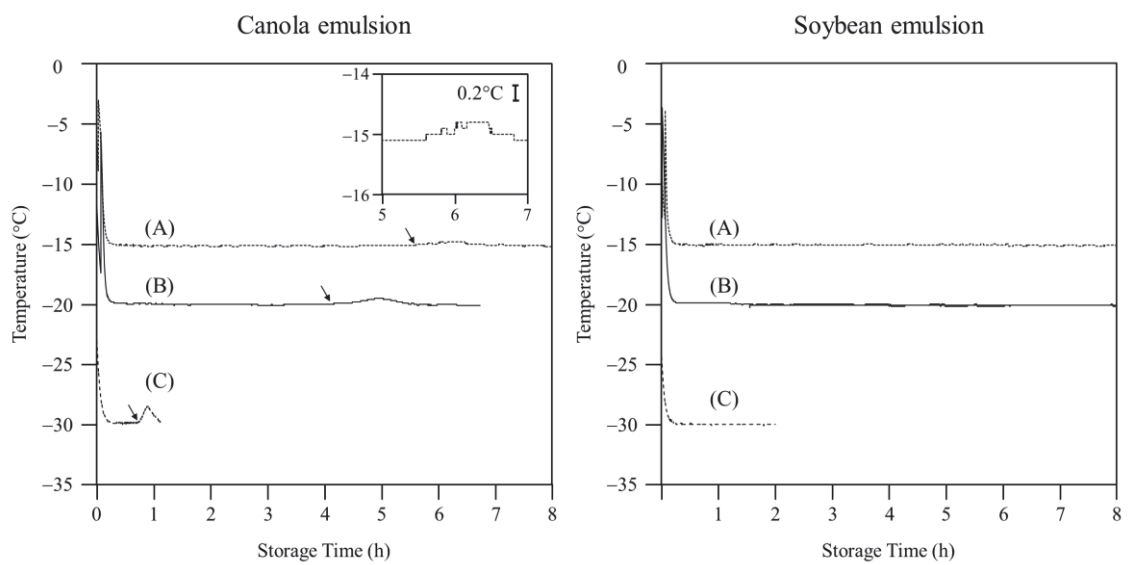 Canola emulsion
0
−5
−10
−15
−20
−25
−30
−35
Temperature (°C)
−14
−15
−16
0.2°C
5 6 7
(A)
(B)
(C)
0 1 2 3 4 5 6 7 8
Storage Time (h)
Soybean emulsion
0
−5
−10
−15
−20
−25
−30
−35
Temperature (°C)
(A)
(B)
(C)
1 2 3 4 5 6 7 8
Storage Time (h)